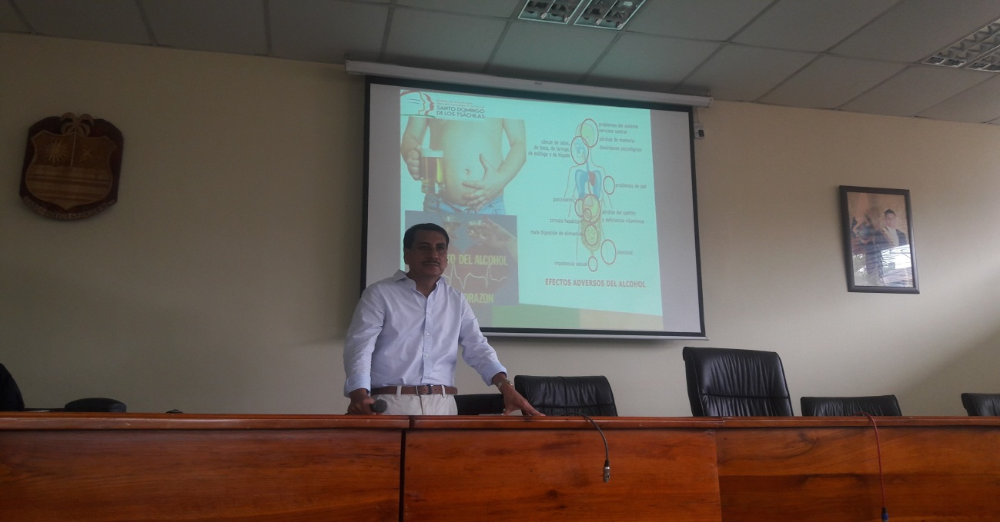 SANTO DOMINGO
DE LOS TSÁCHILAS
problemas del sistema
nervioso central
pérdida de memoria
desórdenes psicológicos
cáncer de labio,
de boca, de laringe,
de esófago y de hígado
problemas de piel
pancreatitis
pérdida del apetito
y deficiencia vitamínica
cirrosis hepática
mala digestión de alimentos
obesidad
impotencia sexual
EFECTOS ADVERSOS DEL ALCOHOL
TO DEL ALCOHOL
ORAZON